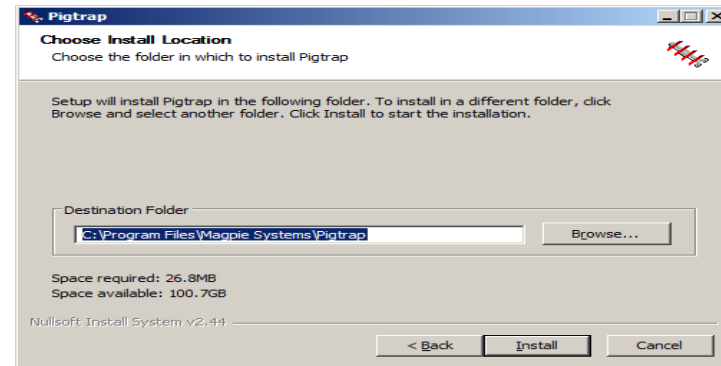 Pigtrap
Choose Install Location
Choose the folder in which to install Pigtrap
Setup will install Pigtrap in the following folder. To install in a different folder, click
Browse and select another folder. Click Install to start the installation.
Destination Folder
C:\Program Files\Magpie Systems\Pigtrap
Browse...
Space required: 26.8MB
Space available: 100.7GB
Nullsoft Install System v2.44
< Back
Install
Cancel